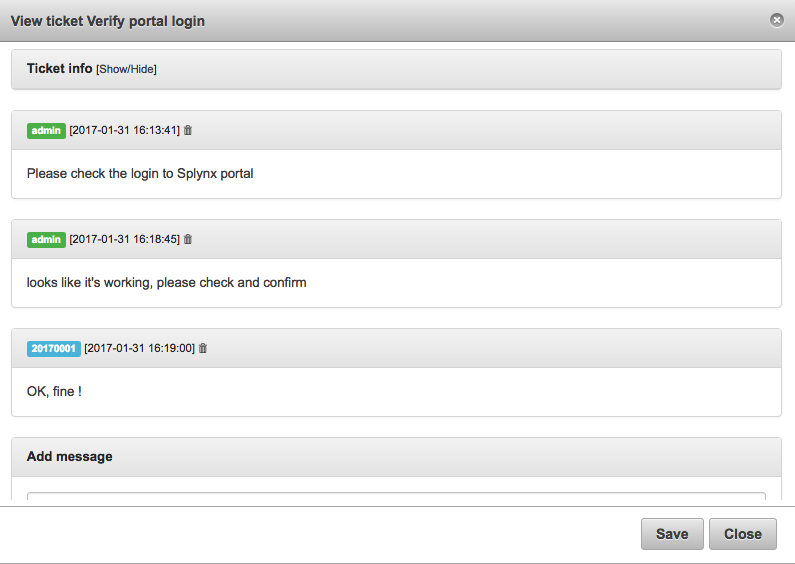 View ticket Verify portal login
Ticket info [Show/Hide]
admin [2017-01-31 16:13:41]
Please check the login to Splynx portal
admin [2017-01-31 16:18:45]
looks like it's working, please check and confirm
20170001 [2017-01-31 16:19:00]
OK, fine !
Add message
Save Close